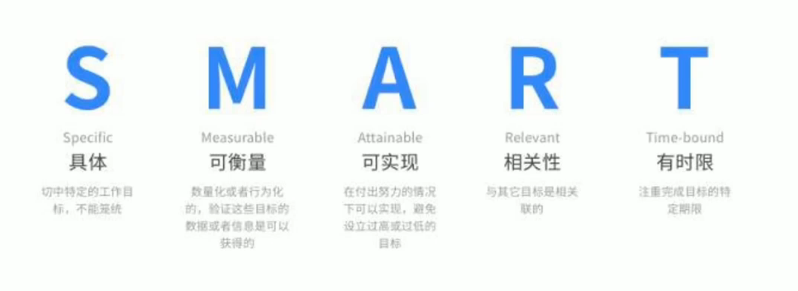 S M A R T
Specific Measurable Attainable Relevant Time-bound
具体 可衡量 可实现 相关性 有时限
切中特定的工作目
标，不能笼统
数量化或者行为化
的，验证这些目标的
数据或者信息是可以
获得的
在付出努力的情况
下可以实现，避免
设立过高或过低的
目标
与其它目标是相关
联的
注重完成目标的特
定期限